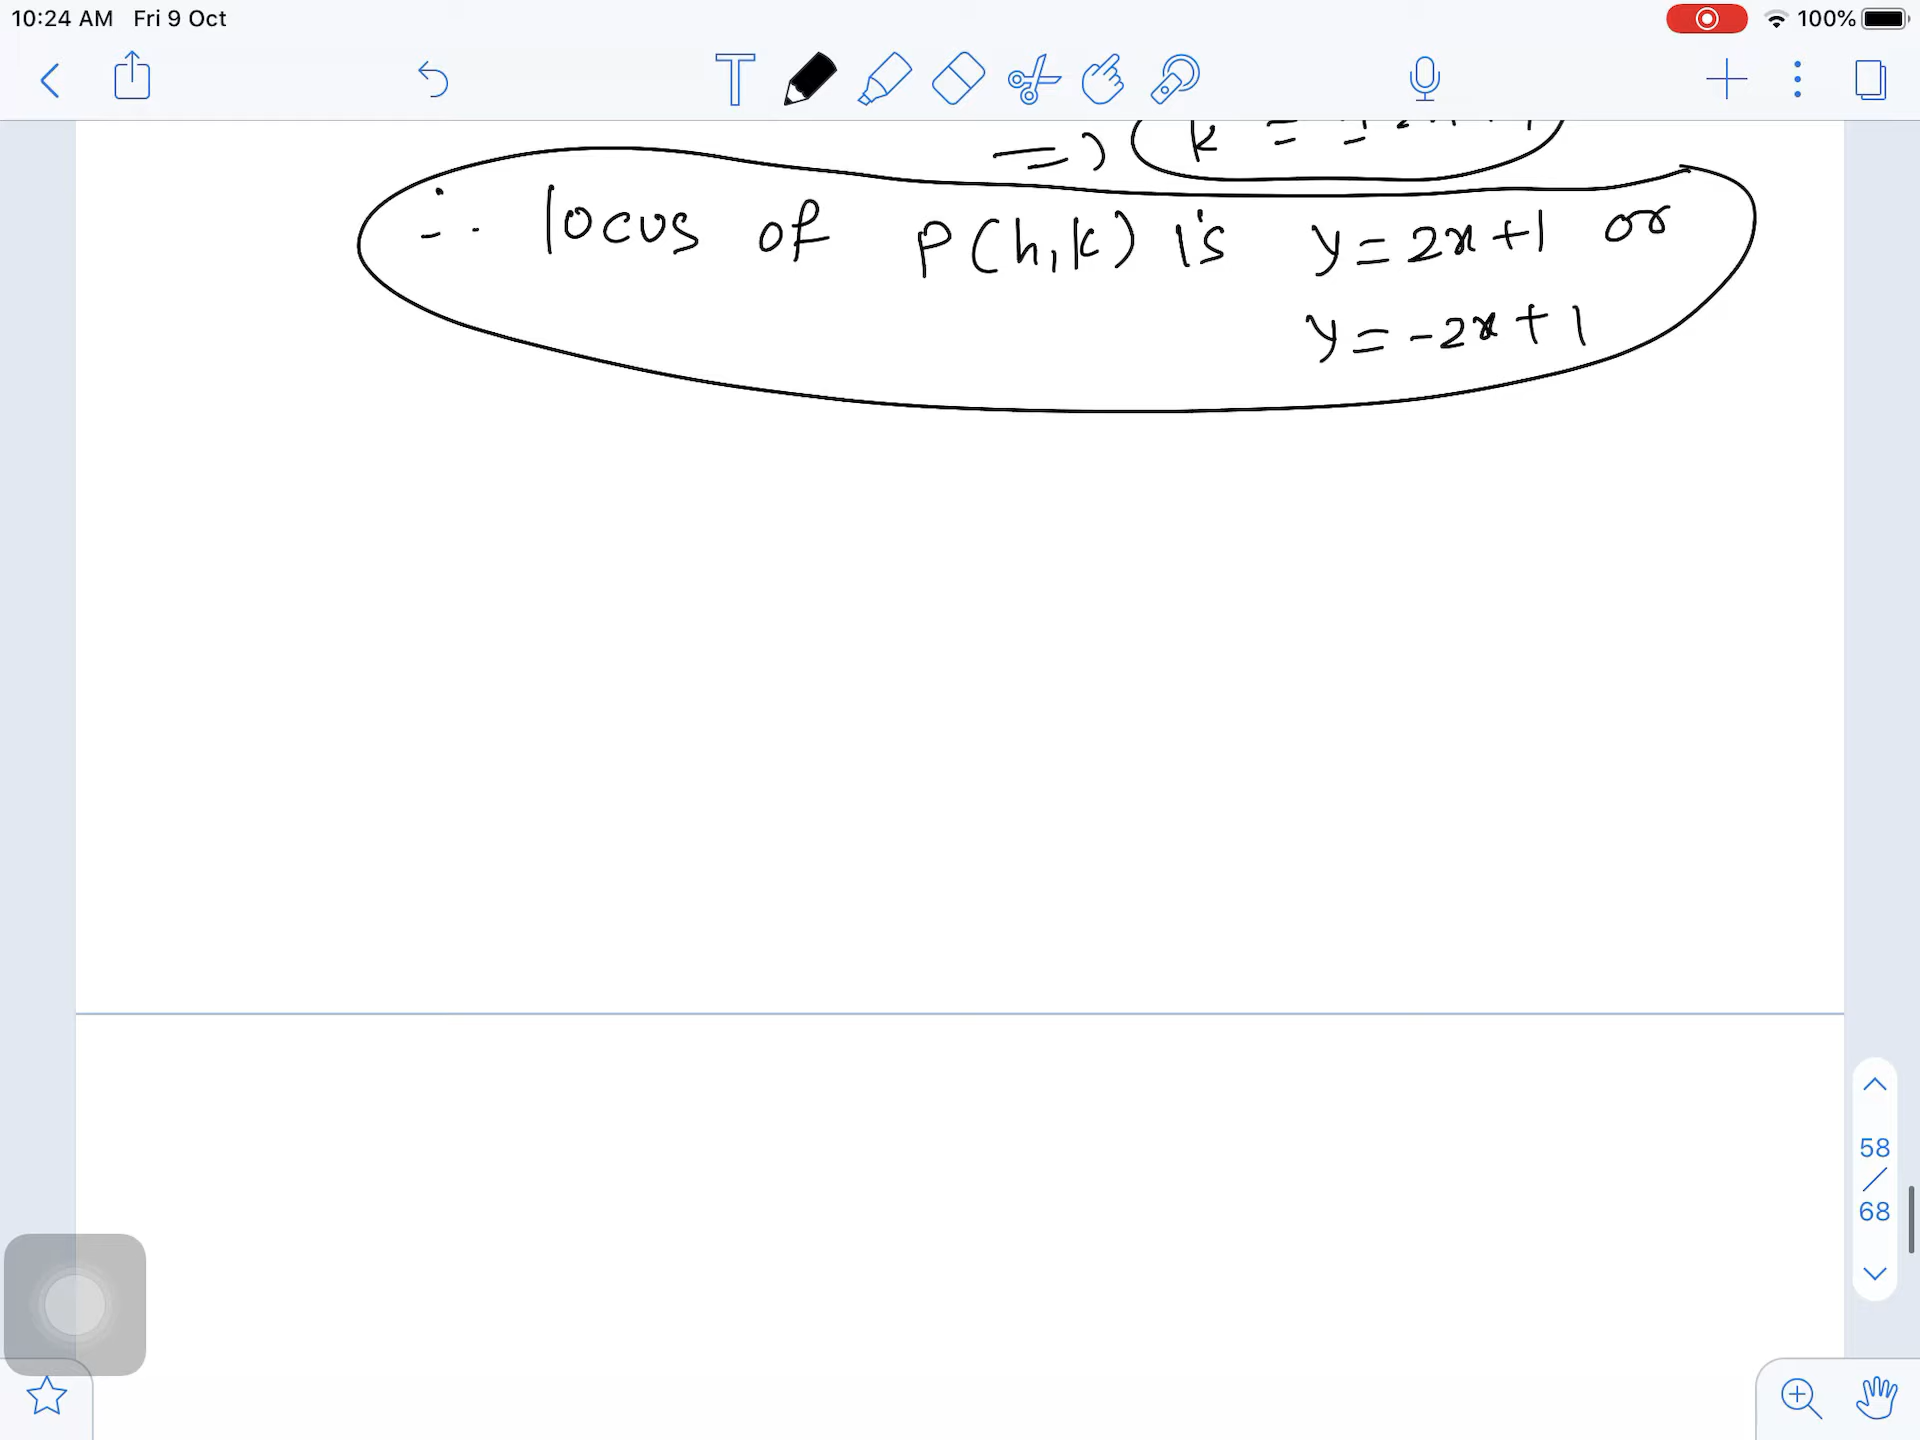 10:24 AM Fri 9 Oct
100%
T
=> k =
∴ locus of P(h,k) is y = 2x + 1 or
y = -2x + 1
58
/
68